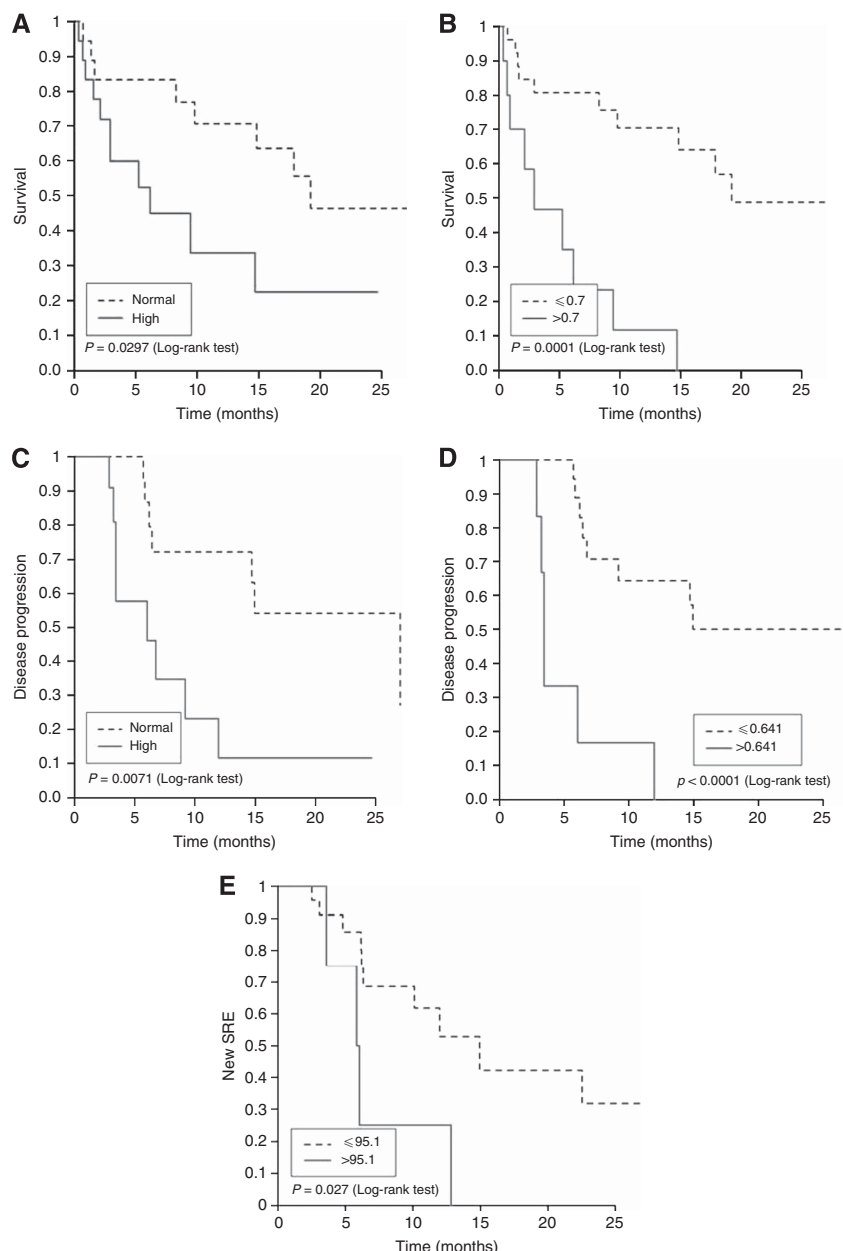 A
1
0.9
0.8
0.7
0.6
0.5
0.4
0.3
0.2
0.1
0.0
Survival
Normal
High
P = 0.0297 (Log-rank test)
0 5 10 15 20 25
Time (months)
B
1
0.9
0.8
0.7
0.6
0.5
0.4
0.3
0.2
0.1
0.0
Survival
⩽0.7
>0.7
P = 0.0001 (Log-rank test)
0 5 10 15 20 25
Time (months)
C
1
0.9
0.8
0.7
0.6
0.5
0.4
0.3
0.2
0.1
0.0
Disease progression
Normal
High
P = 0.0071 (Log-rank test)
0 5 10 15 20 25
Time (months)
D
1
0.9
0.8
0.7
0.6
0.5
0.4
0.3
0.2
0.1
0.0
Disease progression
⩽0.641
>0.641
p < 0.0001 (Log-rank test)
0 5 10 15 20 25
Time (months)
E
1
0.9
0.8
0.7
0.6
0.5
0.4
0.3
0.2
0.1
0
New SRE
⩽95.1
>95.1
P = 0.027 (Log-rank test)
0 5 10 15 20 25
Time (months)